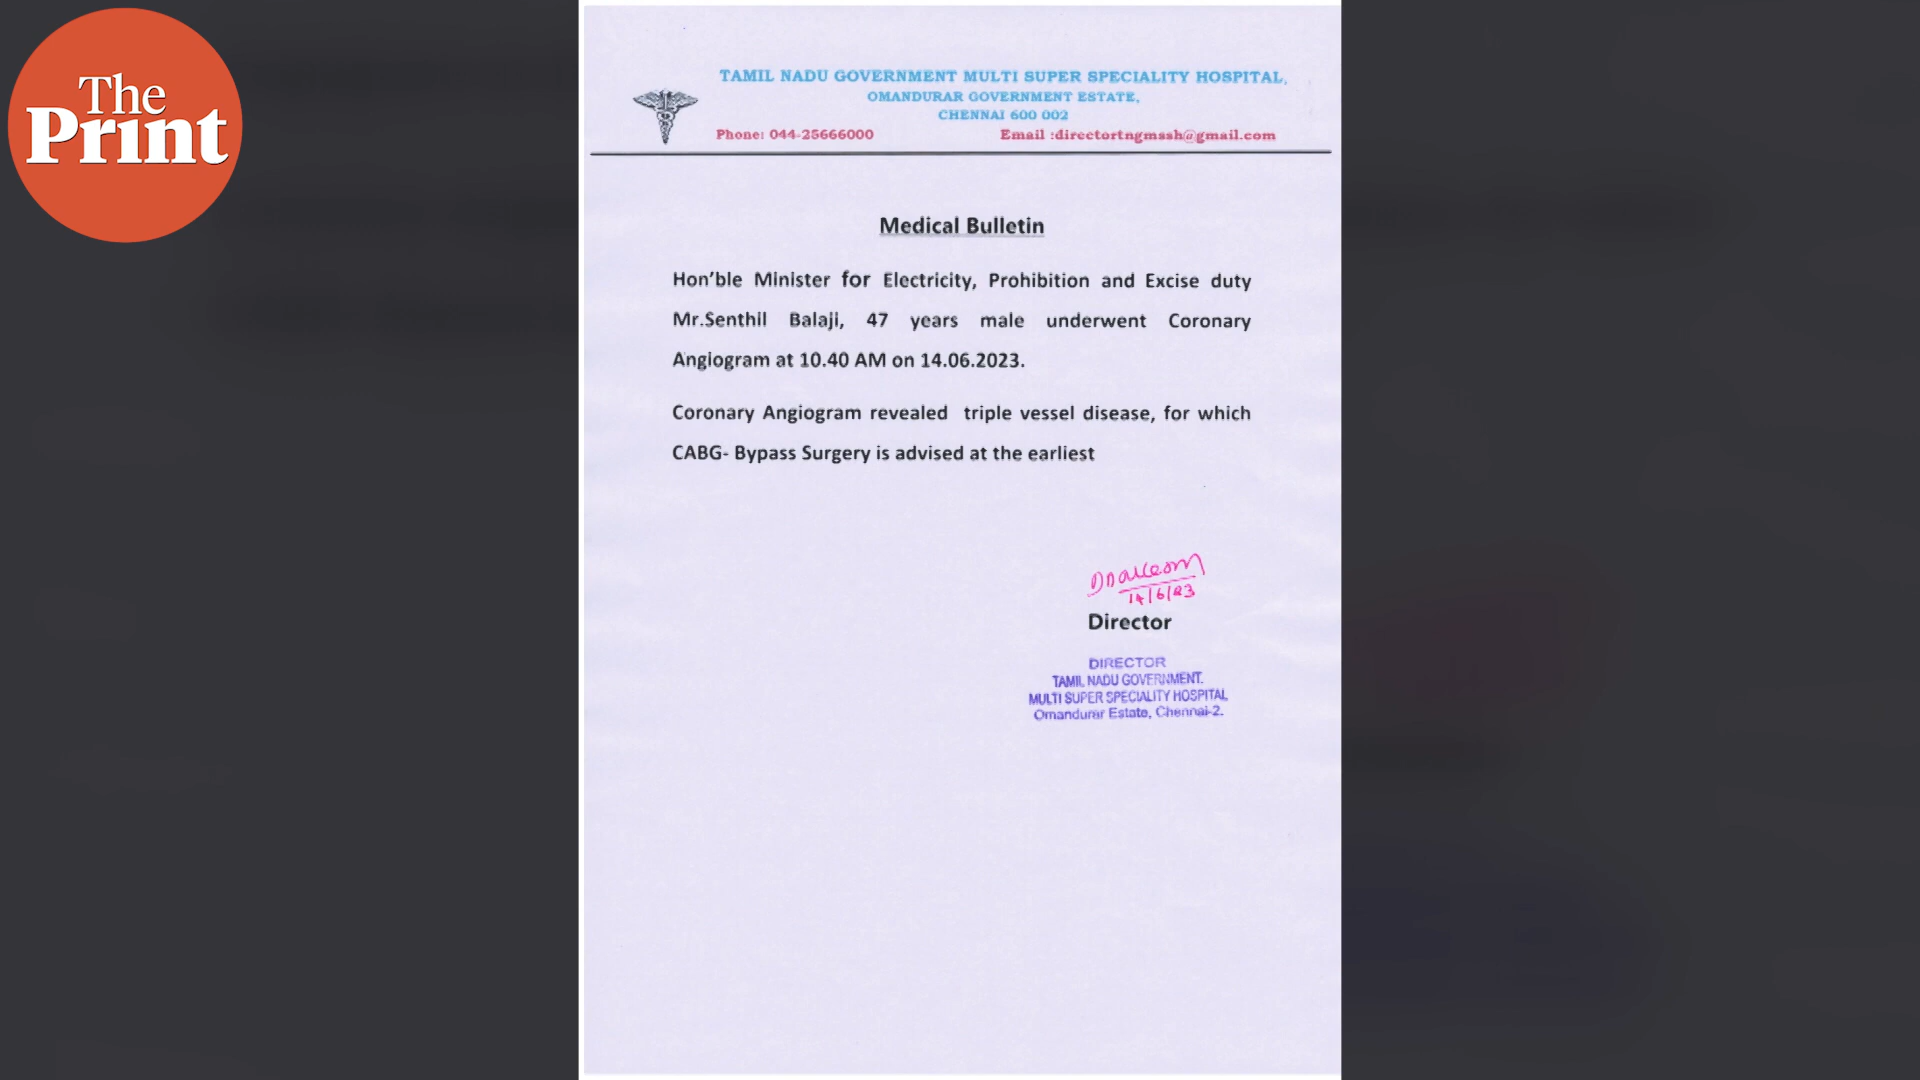 The
Print
TAMIL NADU GOVERNMENT MULTI SUPER SPECIALITY HOSPITAL,
OMANDURAR GOVERNMENT ESTATE,
CHENNAI 600 002
Phone: 044-25666000 Email :directortngmssh@gmail.com
Medical Bulletin
Hon'ble Minister for Electricity, Prohibition and Excise duty
Mr.Senthil Balaji, 47 years male underwent Coronary
Angiogram at 10.40 AM on 14.06.2023.
Coronary Angiogram revealed triple vessel disease, for which
CABG- Bypass Surgery is advised at the earliest
14/6/23
Director
DIRECTOR
TAMIL NADU GOVERNMENT.
MULTI SUPER SPECIALITY HOSPITAL
Omandurar Estate, Chennai-2.